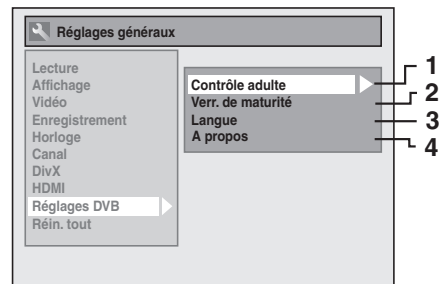 Réglages généraux
Lecture
Affichage
Vidéo
Enregistrement
Horloge
Canal
DivX
HDMI
Réglages DVB
Réin. tout
Contrôle adulte
Verr. de maturité
Langue
A propos
1
2
3
4